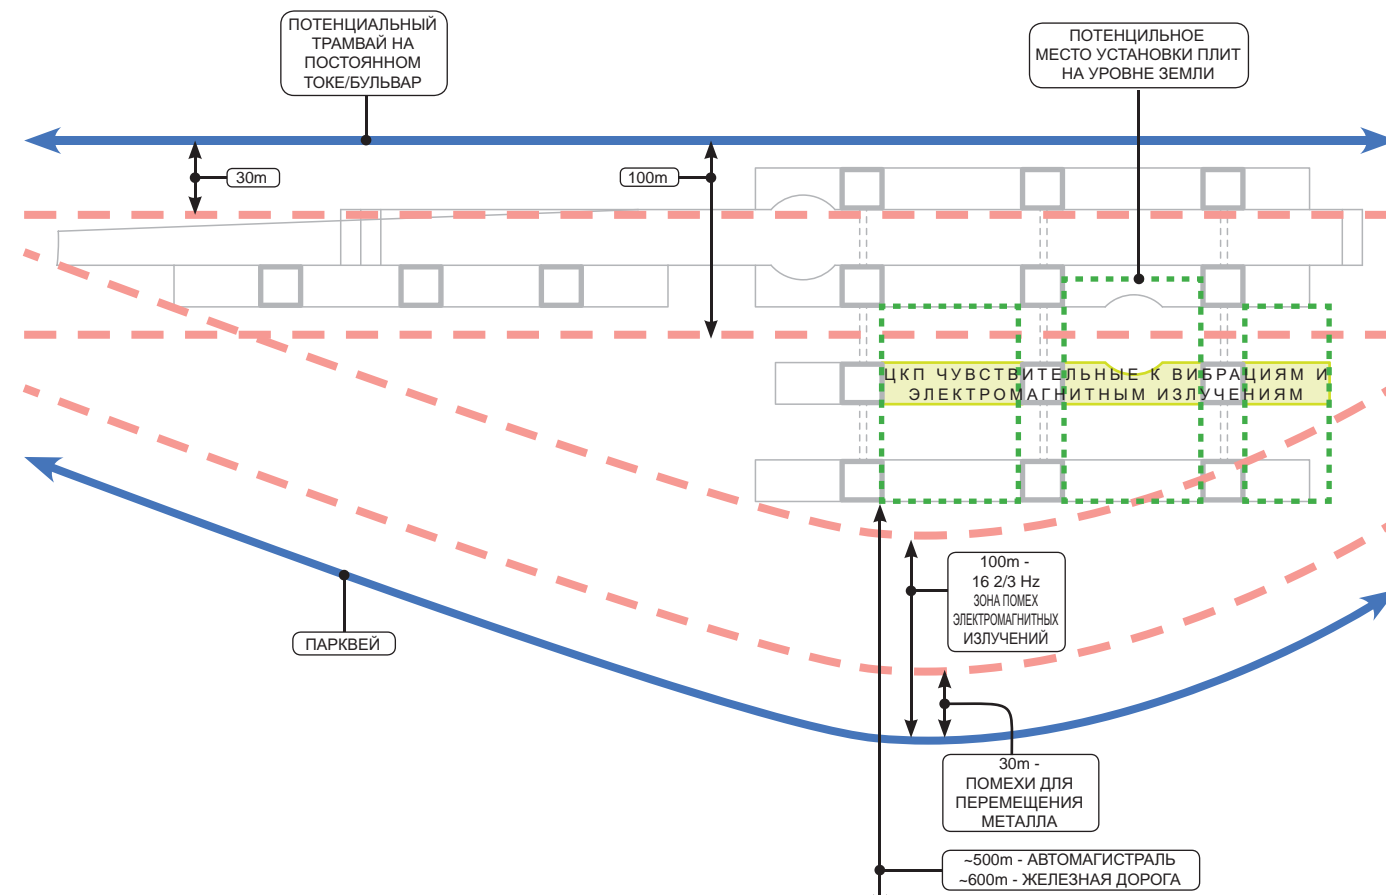 ПОТЕНЦИАЛЬНЫЙ
ТРАМВАЙ НА
ПОСТОЯННОМ
ТОКЕ/БУЛЬВАР
ПОТЕНЦИЛЬНОЕ
МЕСТО УСТАНОВКИ ПЛИТ
НА УРОВНЕ ЗЕМЛИ
30m
100m
ЦКП ЧУВСТВИТЕЛЬНЫЕ К ВИБРАЦИЯМ И
ЭЛЕКТРОМАГНИТНЫМ ИЗЛУЧЕНИЯМ
100m -
16 2/3 Hz
ЗОНА ПОМЕХ
ЭЛЕКТРОМАГНИТНЫХ
ИЗЛУЧЕНИЙ
ПАРКВЕЙ
30m -
ПОМЕХИ ДЛЯ
ПЕРЕМЕЩЕНИЯ
МЕТАЛЛА
~500m - АВТОМАГИСТРАЛЬ
~600m - ЖЕЛЕЗНАЯ ДОРОГА